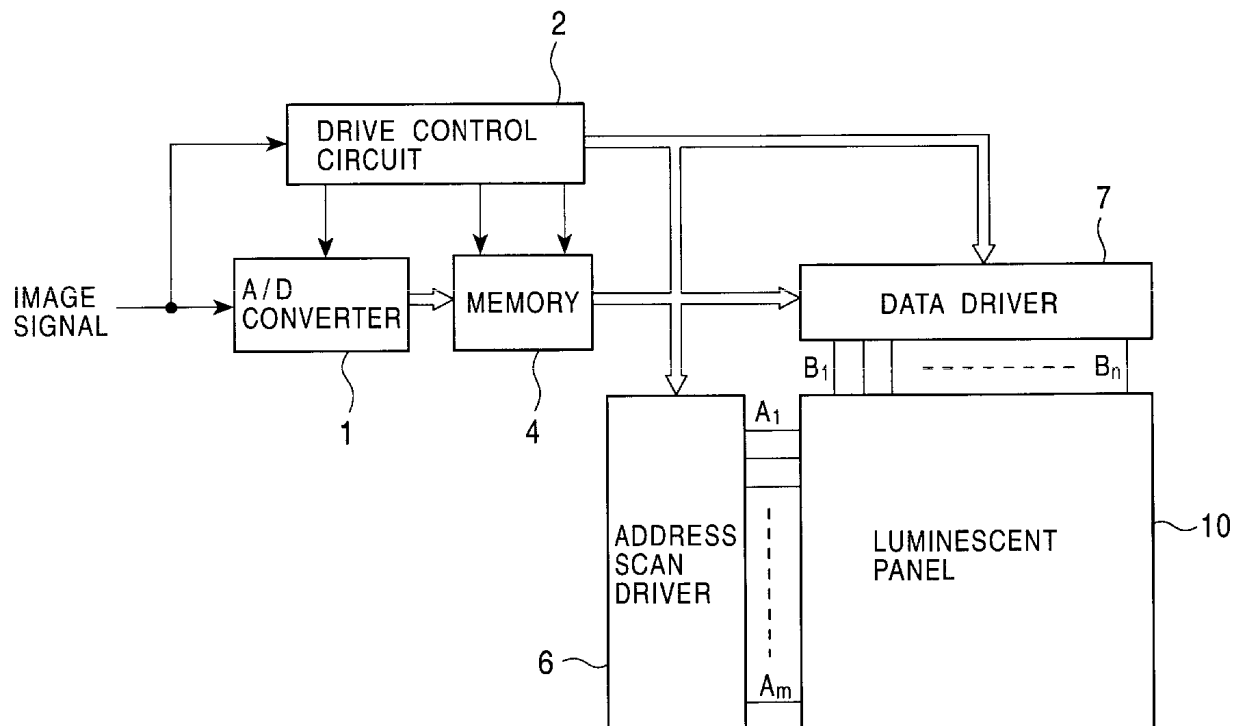 2
DRIVE CONTROL
CIRCUIT
7
IMAGE
SIGNAL
A/D
CONVERTER
MEMORY
DATA DRIVER
1
4
B1
Bn
A1
ADDRESS
SCAN
DRIVER
LUMINESCENT
PANEL
10
6
Am